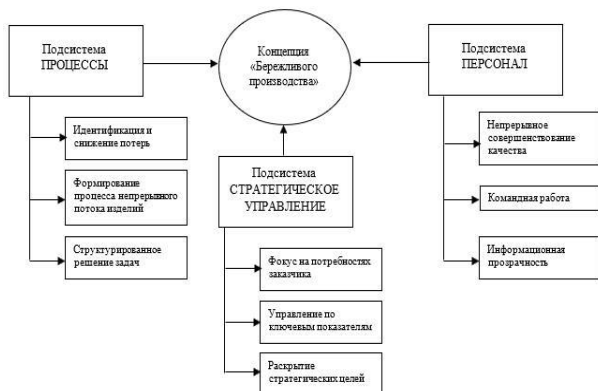 Подсистема
ПРОЦЕССЫ
Концепция
«Бережливого
производства»
Подсистема
ПЕРСОНАЛ
Идентификация и
снижение потерь
Формирование
процесса непрерывного
потока изделий
Структурированное
решение задач
Подсистема
СТРАТЕГИЧЕСКОЕ
УПРАВЛЕНИЕ
Фокус на потребностях
заказчика
Управление по
ключевым показателям
Раскрытие
стратегических целей
Непрерывное
совершенствование
качества
Командная работа
Информационная
прозрачность